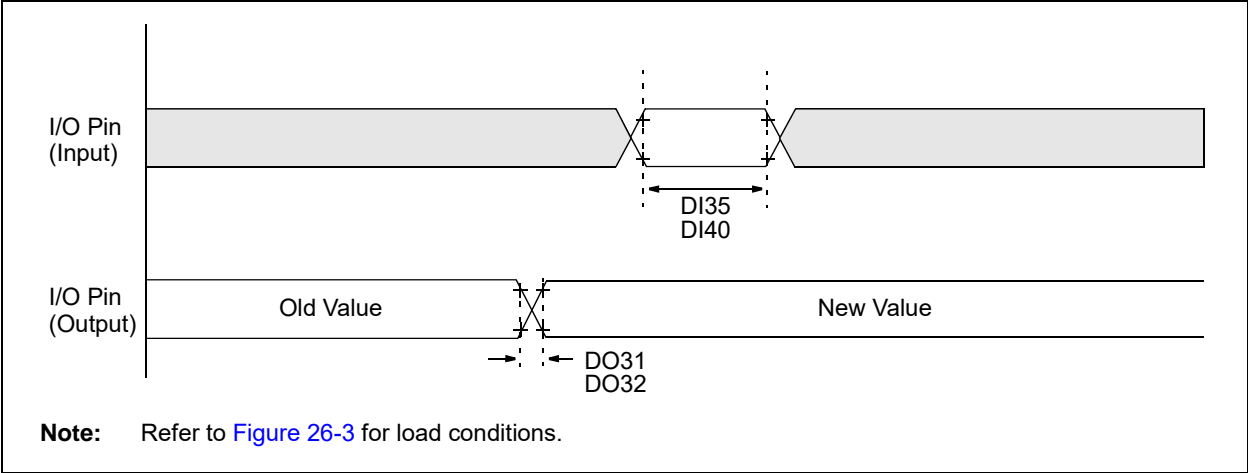 I/O Pin
(Input)
DI35
DI40
I/O Pin
(Output)
Old Value
New Value
DO31
DO32
Note: Refer to Figure 26-3 for load conditions.